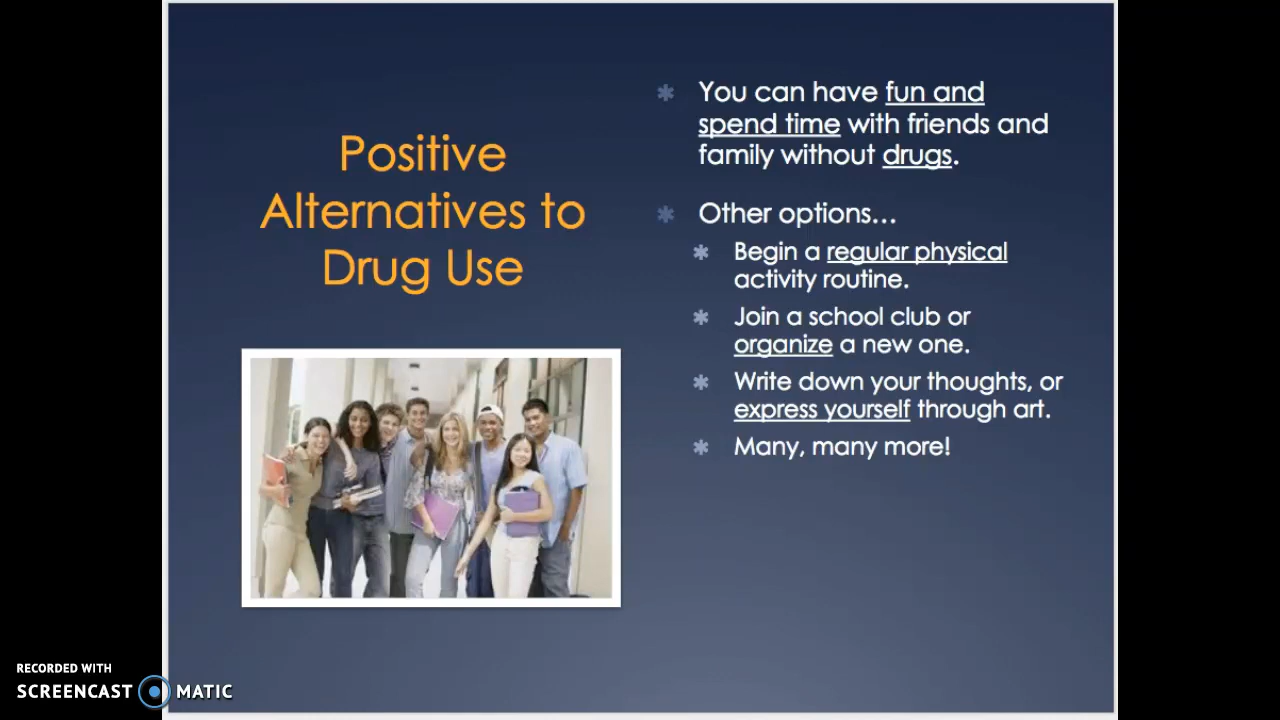 Positive
Alternatives to
Drug Use
You can have fun and
spend time with friends and
family without drugs.
Other options...
Begin a regular physical
activity routine.
Join a school club or
organize a new one.
Write down your thoughts, or
express yourself through art.
Many, many more!
RECORDED WITH
SCREENCAST MATIC